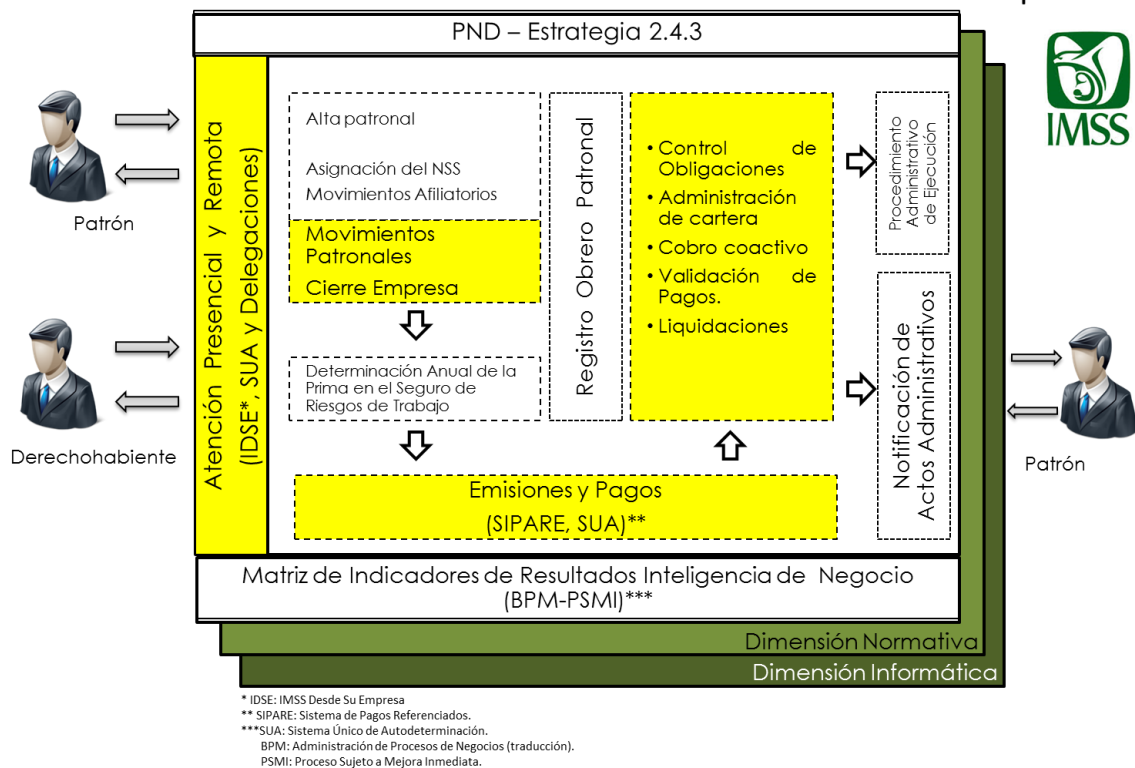 PND – Estrategia 2.4.3
IMSS
Patrón
Derechohabiente
Atención Presencial y Remota
(IDSE*, SUA y Delegaciones)
Alta patronal
Asignación del NSS
Movimientos Afiliatorios
Movimientos
Patronales
Cierre Empresa
Determinación Anual de la
Prima en el Seguro de
Riesgos de Trabajo
Registro Obrero Patronal
• Control de
Obligaciones
• Administración
de cartera
• Cobro coactivo
• Validación de
Pagos.
• Liquidaciones
Emisiones y Pagos
(SIPARE, SUA)**
Procedimiento
Administrativo
de Ejecución
Notificación de
Actos Administrativos
Patrón
Matriz de Indicadores de Resultados Inteligencia de Negocio
(BPM-PSMI)***
Dimensión Normativa
Dimensión Informática
* IDSE: IMSS Desde Su Empresa
** SIPARE: Sistema de Pagos Referenciados.
***SUA: Sistema Único de Autodeterminación.
BPM: Administración de Procesos de Negocios (traducción).
PSMI: Proceso Sujeto a Mejora Inmediata.